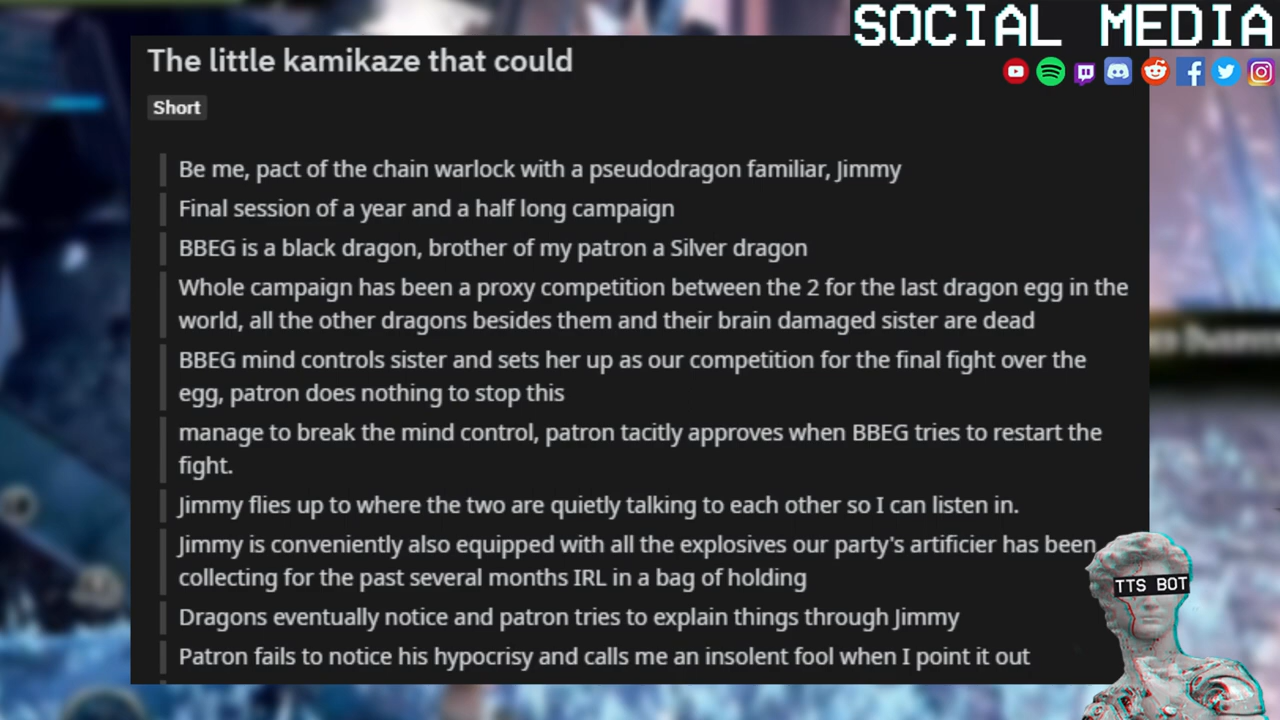 SOCIAL MEDIA
The little kamikaze that could
Short
Be me, pact of the chain warlock with a pseudodragon familiar, Jimmy
Final session of a year and a half long campaign
BBEG is a black dragon, brother of my patron a Silver dragon
Whole campaign has been a proxy competition between the 2 for the last dragon egg in the
world, all the other dragons besides them and their brain damaged sister are dead
BBEG mind controls sister and sets her up as our competition for the final fight over the
egg, patron does nothing to stop this
manage to break the mind control, patron tacitly approves when BBEG tries to restart the
fight.
Jimmy flies up to where the two are quietly talking to each other so I can listen in.
Jimmy is conveniently also equipped with all the explosives our party's artificier has been
collecting for the past several months IRL in a bag of holding
Dragons eventually notice and patron tries to explain things through Jimmy
Patron fails to notice his hypocrisy and calls me an insolent fool when I point it out
TTS BOT